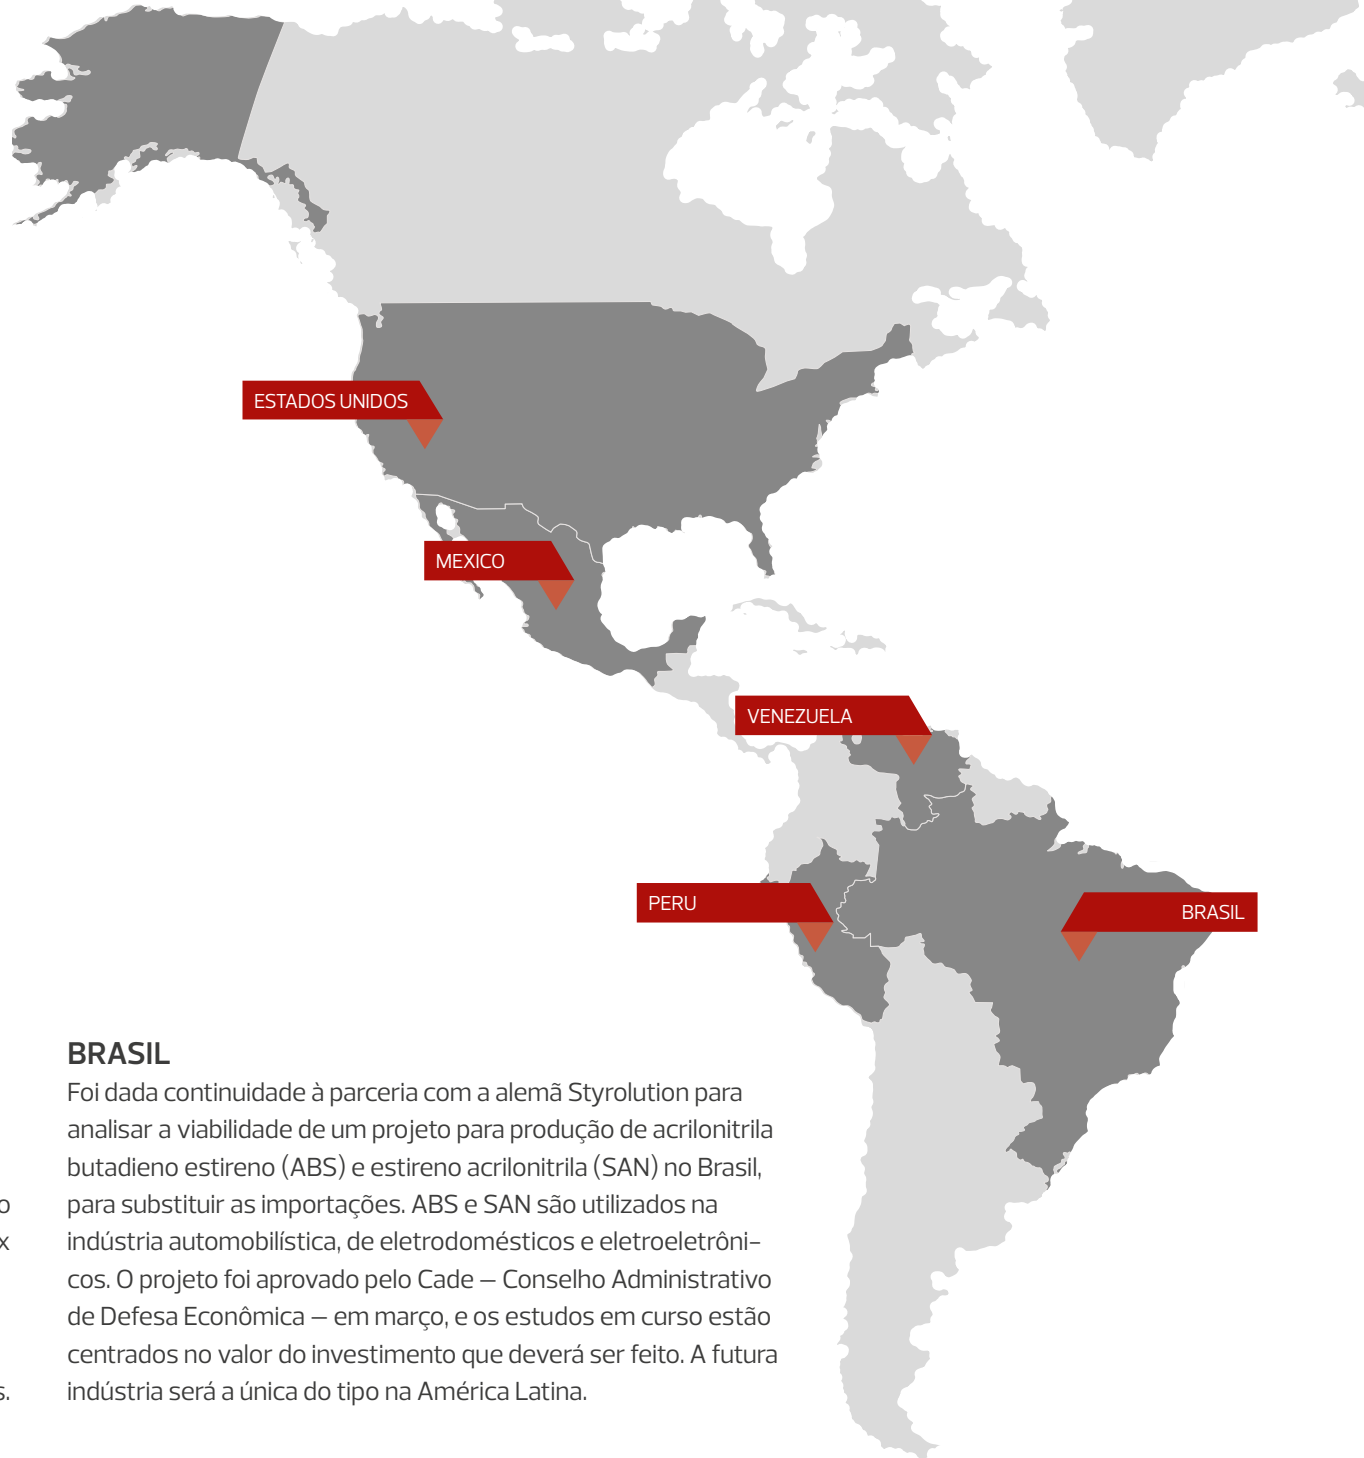 ESTADOS UNIDOS
MEXICO
VENEZUELA
PERU
BRASIL
BRASIL
Foi dada continuidade à parceria com a alemã Styrolution para
analisar a viabilidade de um projeto para produção de acrilonitrila
butadieno estireno (ABS) e estireno acrilonitrila (SAN) no Brasil,
para substituir as importações. ABS e SAN são utilizados na
indústria automobilística, de eletrodomésticos e eletroeletrôni–
cos. O projeto foi aprovado pelo Cade – Conselho Administrativo
de Defesa Econômica – em março, e os estudos em curso estão
centrados no valor do investimento que deverá ser feito. A futura
indústria será a única do tipo na América Latina.